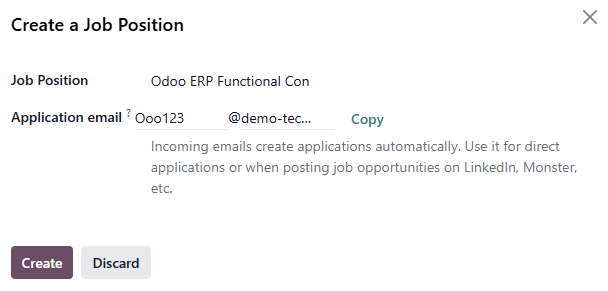 Create a Job Position
Job Position Odoo ERP Functional Con
Application email ? Ooo123 @demo-tec... Copy
Incoming emails create applications automatically. Use it for direct
applications or when posting job opportunities on LinkedIn, Monster,
etc.
Create Discard